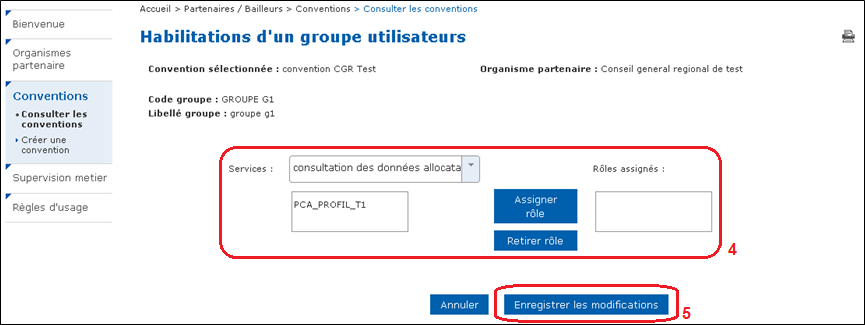 Accueil > Partenaires / Bailleurs > Conventions > Consulter les conventions
Bienvenue
Organismes
partenaire
Conventions
Consulter les
conventions
Créer une
convention
Supervision metier
Règles d'usage
Habilitations d'un groupe utilisateurs
Convention sélectionnée : convention CGR Test
Organisme partenaire : Conseil general regional de test
Code groupe : GROUPE G1
Libellé groupe : groupe g1
Services :
consultation des données allocata
Rôles assignés :
PCA_PROFIL_T1
Assigner
rôle
Retirer rôle
4
Annuler
Enregistrer les modifications
5